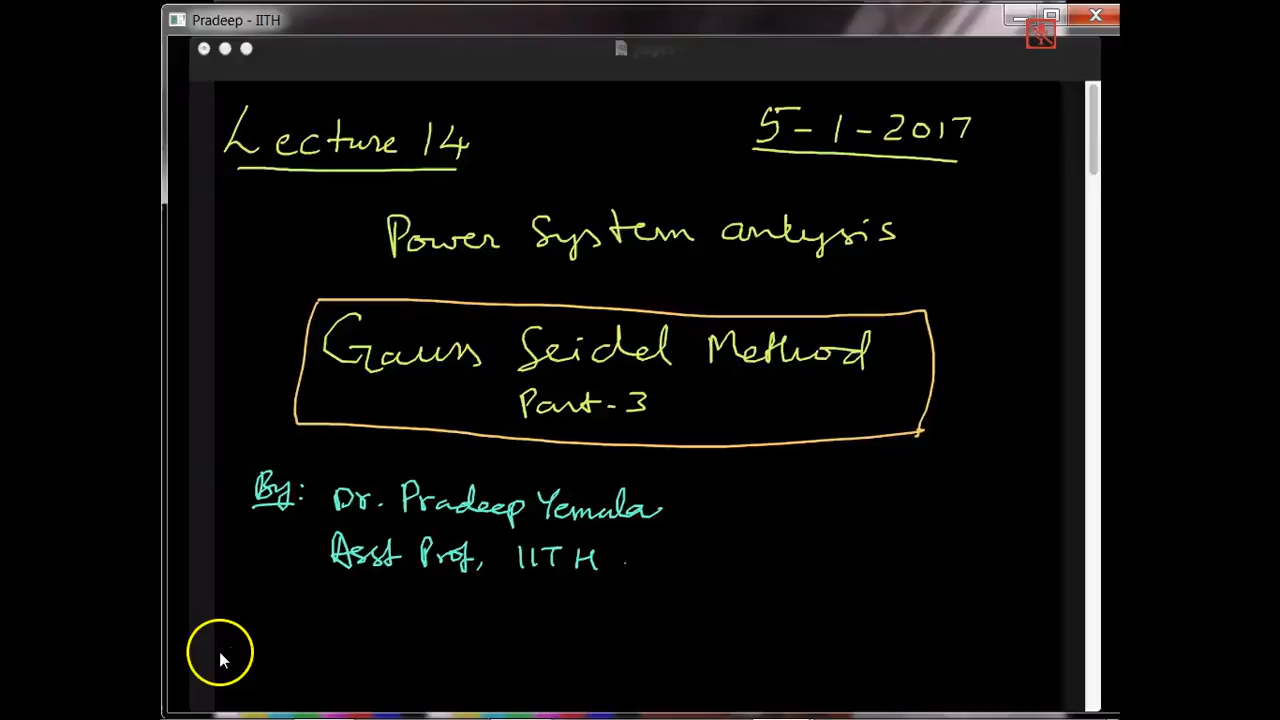 Pradeep - IITH
Lecture 14
5-1-2017
Power System analysis
Gauss Seidel Method
Part-3
By: Dr. Pradeep Yemula
Asst Prof, IITH